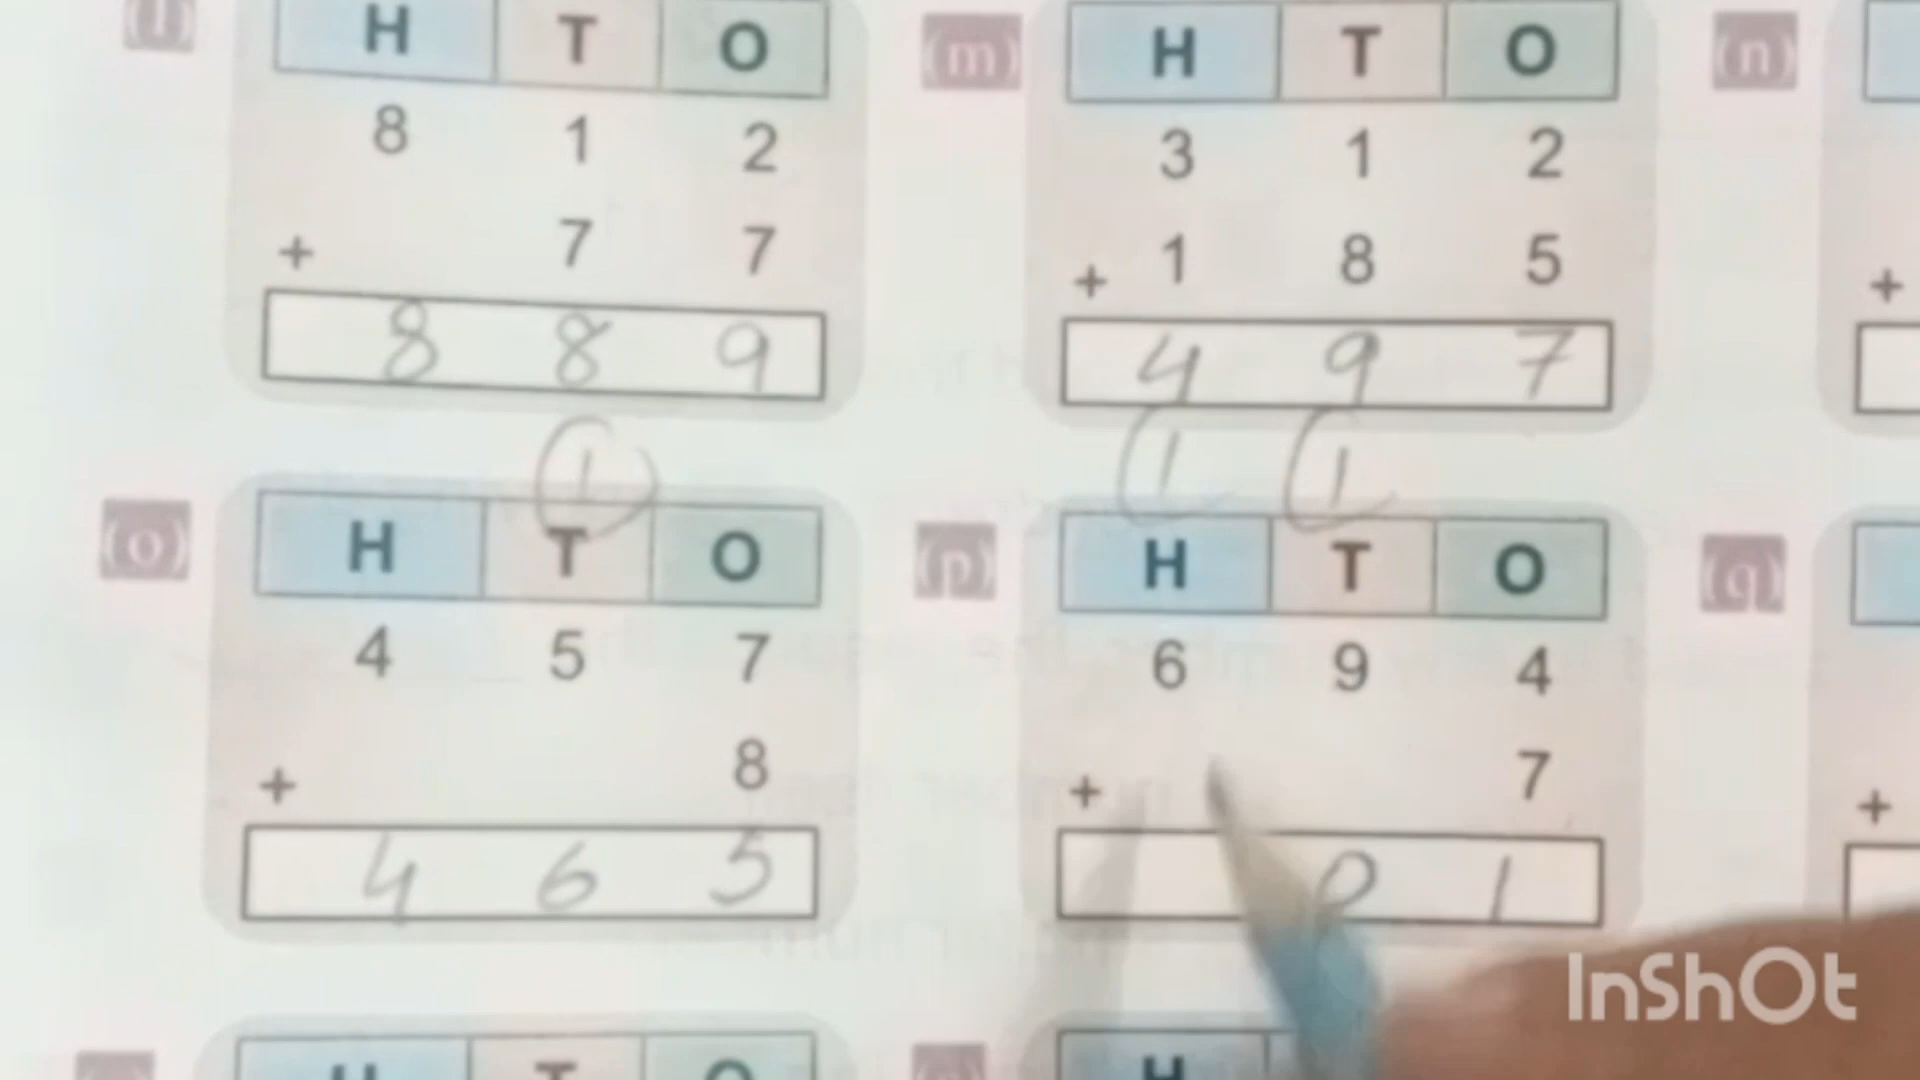 (l) H T O (m) H T O (n)
8 1 2 3 1 2
+ 7 7 + 1 8 5 +
8 8 9 4 9 7
1 1 1
(o) H T O (p) H T O (q)
4 5 7 6 9 4
+ 8 + 7 +
4 6 5 0 1
H T O H
InShOt